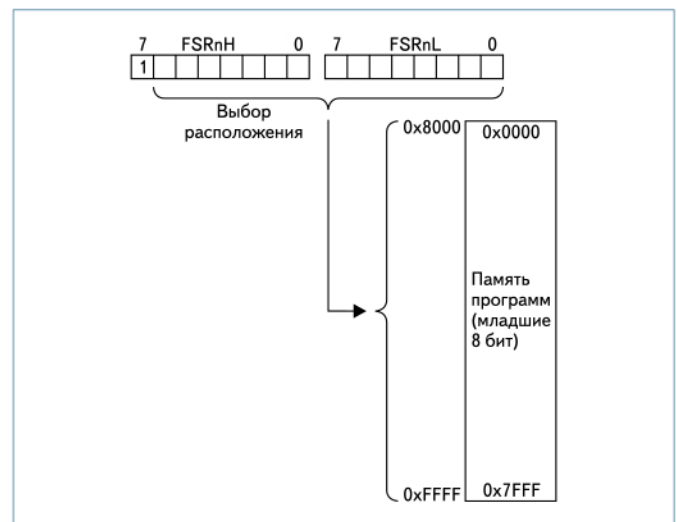 7 FSRnH 0 7 FSRnL 0
1
Выбор
расположения
0x8000 0x0000
Память
программ
(младшие
8 бит)
0xFFFF 0x7FFF